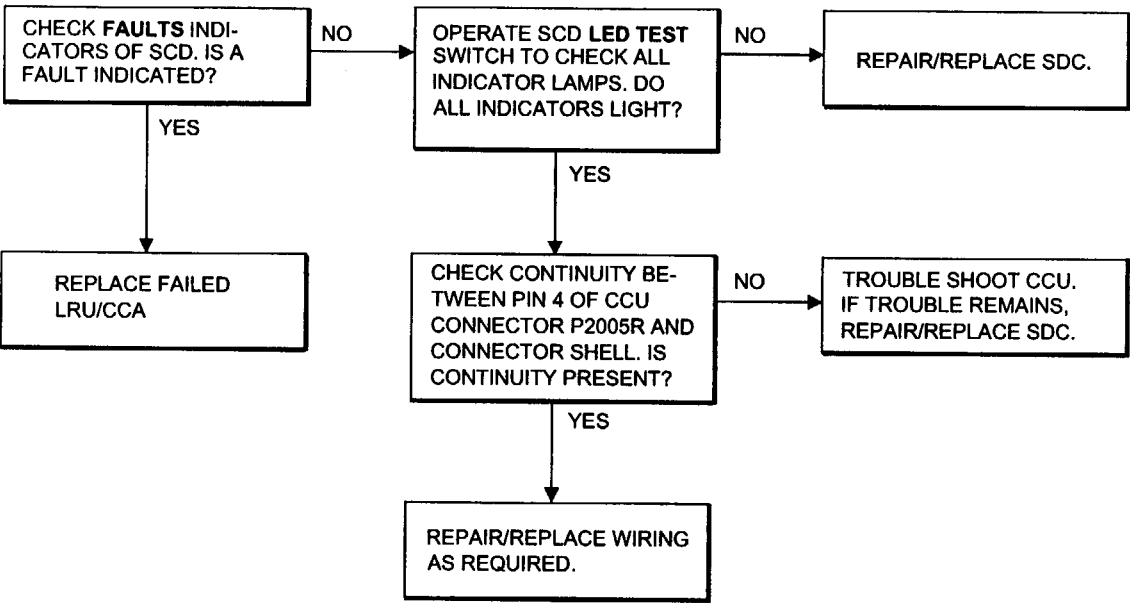 CHECK FAULTS INDI-
CATORS OF SCD. IS A
FAULT INDICATED?
NO
OPERATE SCD LED TEST
SWITCH TO CHECK ALL
INDICATOR LAMPS. DO
ALL INDICATORS LIGHT?
NO
REPAIR/REPLACE SDC.
YES
YES
REPLACE FAILED
LRU/CCA
CHECK CONTINUITY BE-
TWEEN PIN 4 OF CCU
CONNECTOR P2005R AND
CONNECTOR SHELL. IS
CONTINUITY PRESENT?
NO
TROUBLE SHOOT CCU.
IF TROUBLE REMAINS,
REPAIR/REPLACE SDC.
YES
REPAIR/REPLACE WIRING
AS REQUIRED.